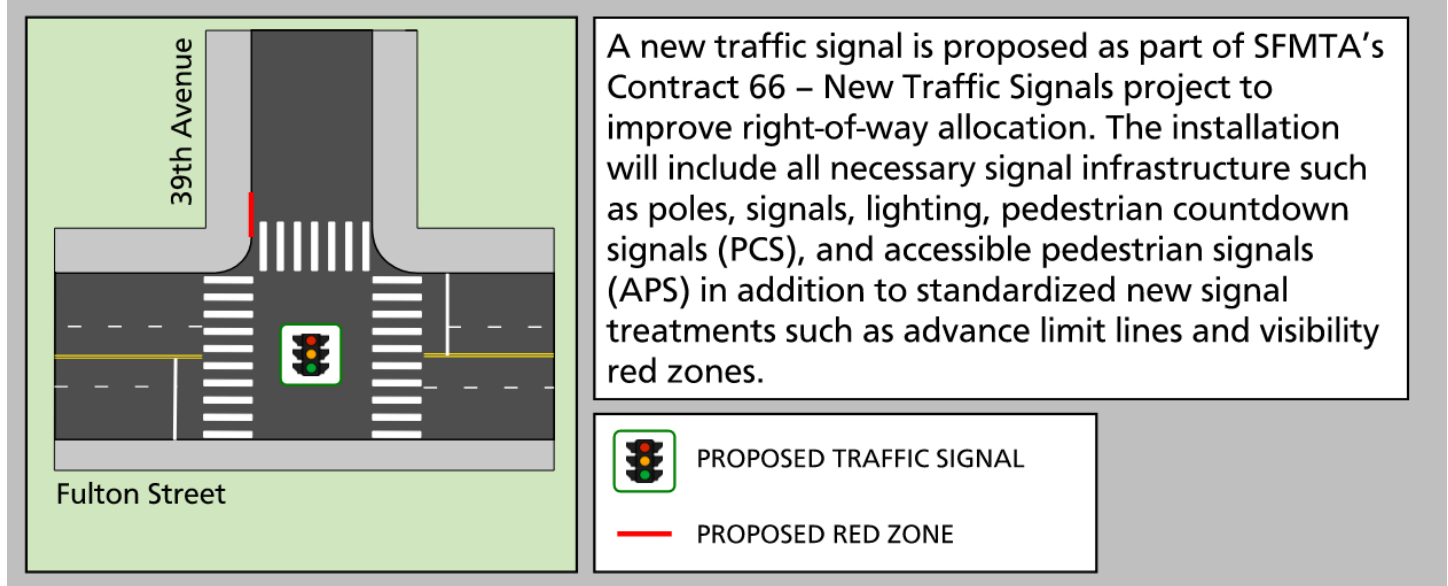 39th Avenue
Fulton Street
A new traffic signal is proposed as part of SFMTA’s
Contract 66 – New Traffic Signals project to
improve right-of-way allocation. The installation
will include all necessary signal infrastructure such
as poles, signals, lighting, pedestrian countdown
signals (PCS), and accessible pedestrian signals
(APS) in addition to standardized new signal
treatments such as advance limit lines and visibility
red zones.
PROPOSED TRAFFIC SIGNAL
PROPOSED RED ZONE